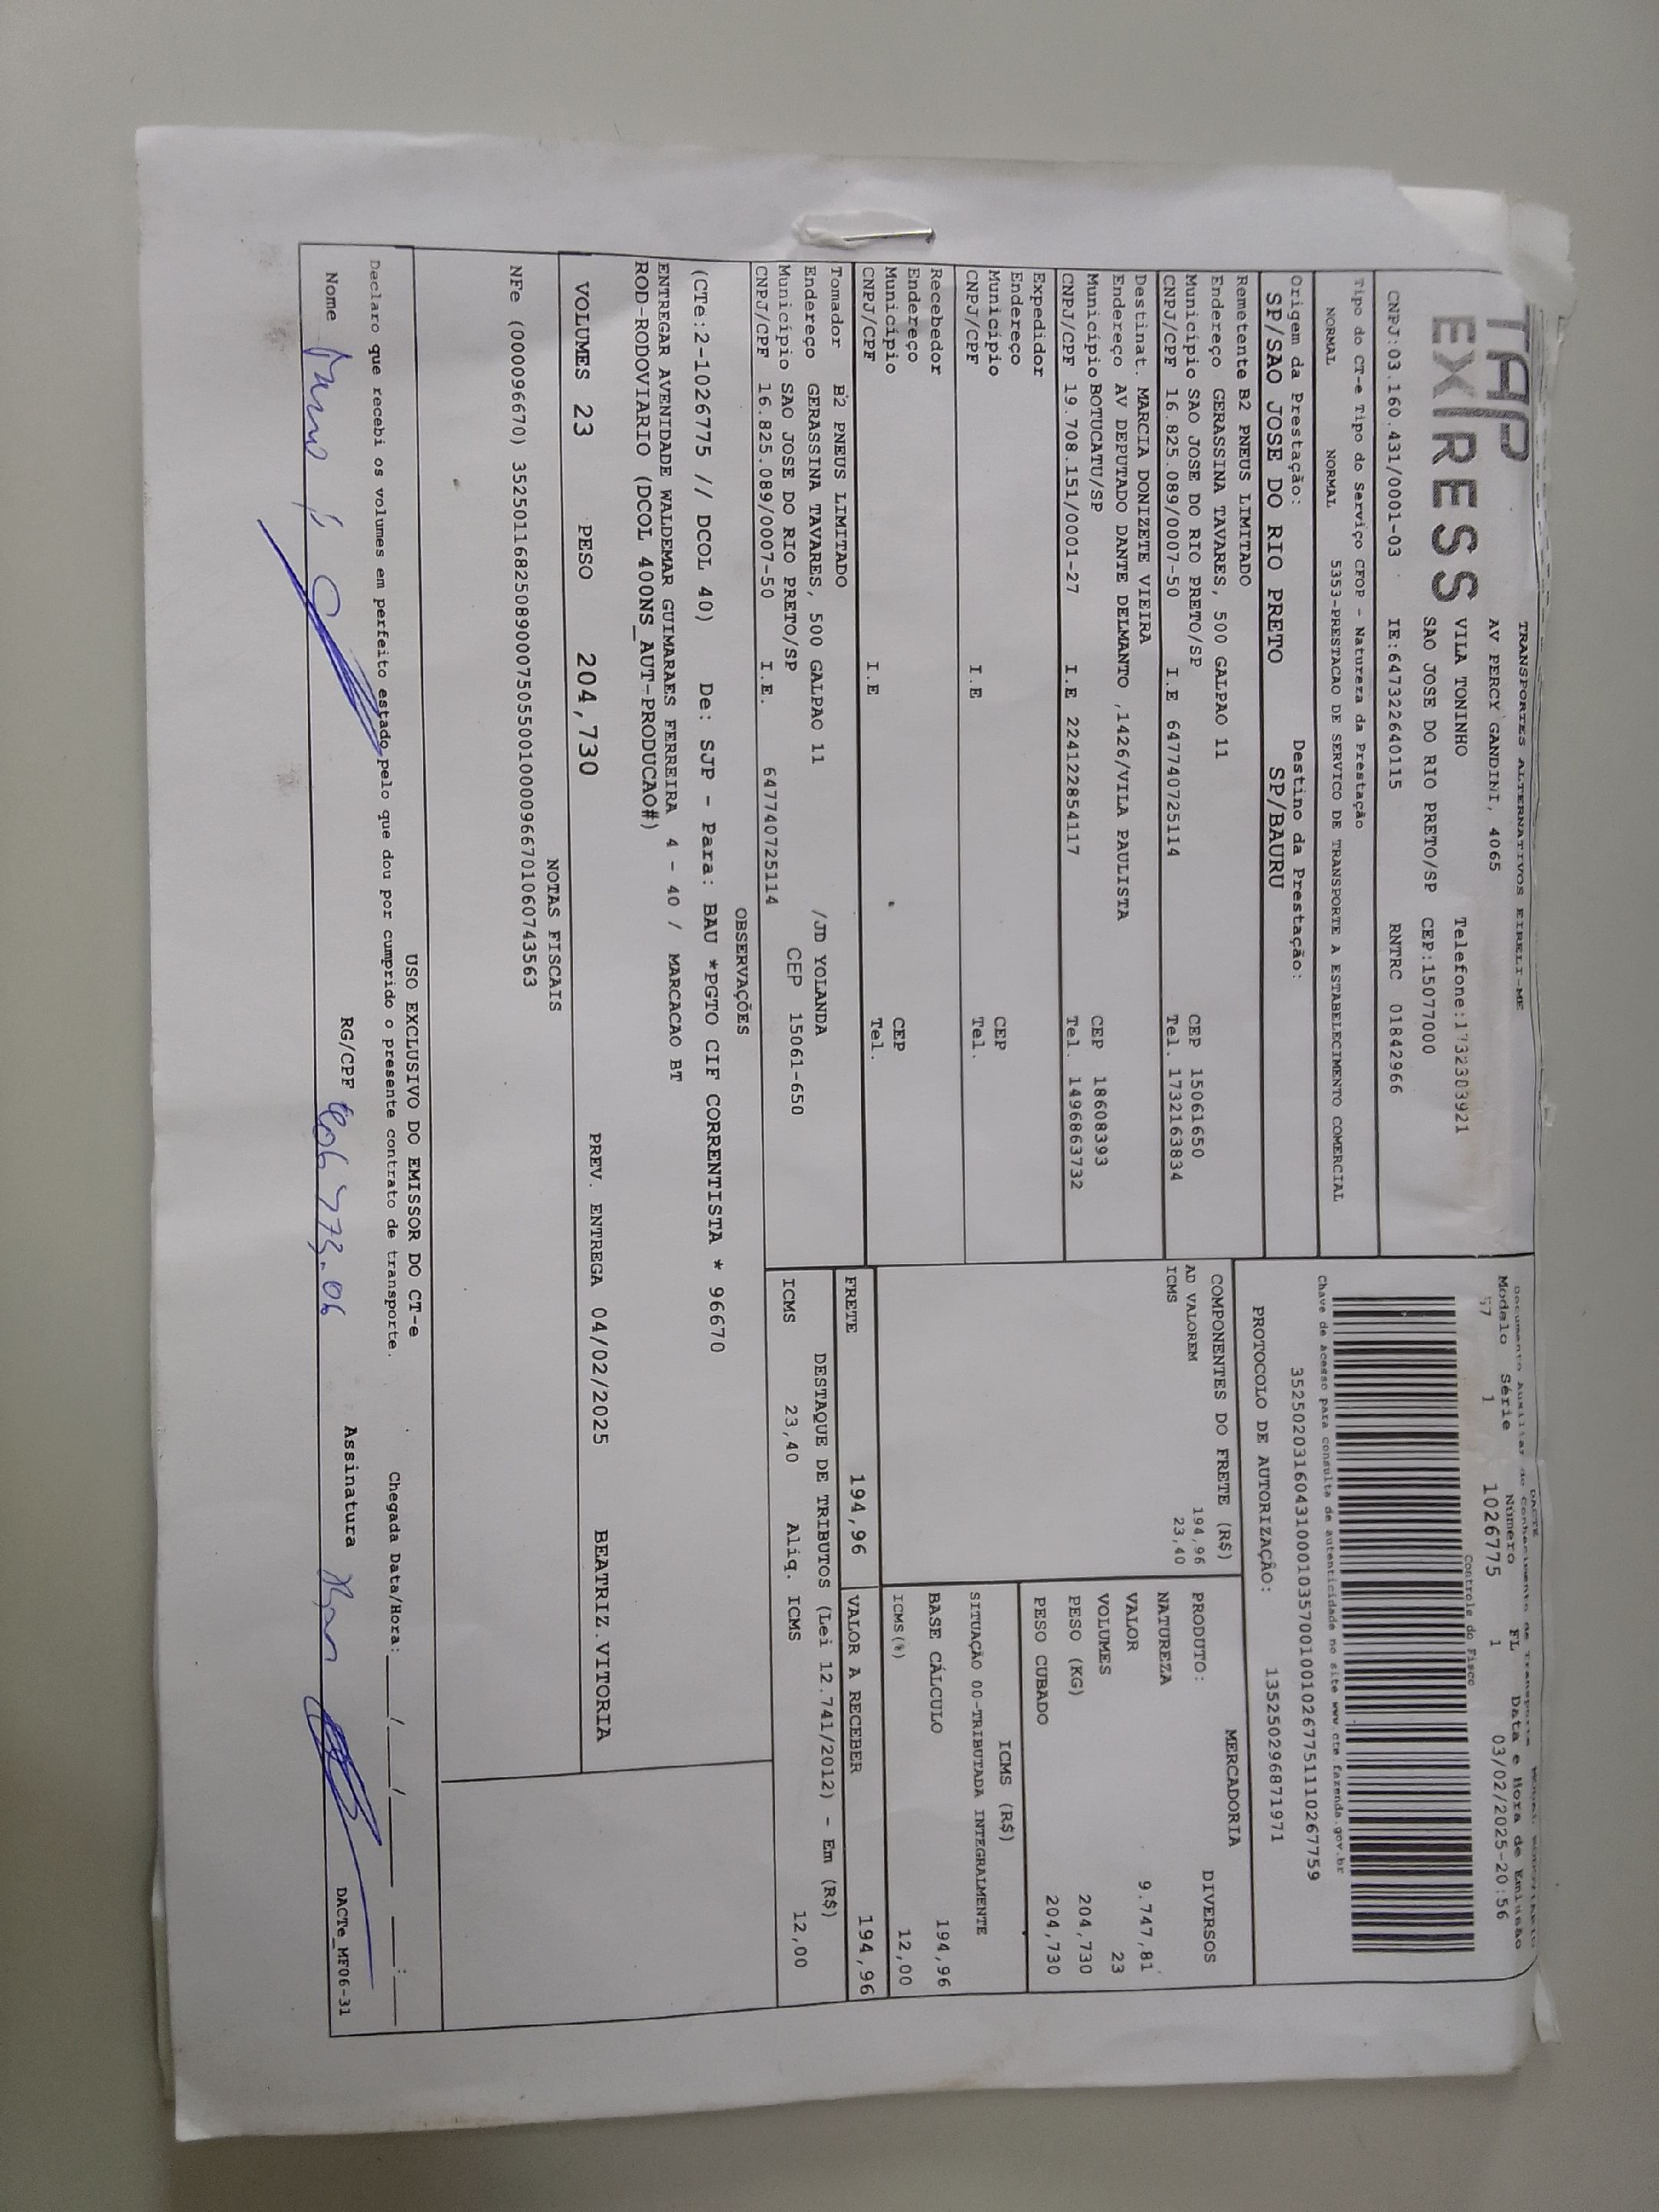 TAP
EXPRESS
TRANSPORTES ALTERNATIVOS EIRELI-ME
AV PERCY GANDINI, 4065
VILA TONINHO Telefone:1732303921
SAO JOSE DO RIO PRETO/SP CEP:15077000
CNPJ:03.160.431/0001-03 IE:647322640115 RNTRC 01842966
Tipo do CT-e Tipo do Serviço CFOP - Natureza da Prestação
NORMAL NORMAL 5353-PRESTACAO DE SERVICO DE TRANSPORTE A ESTABELECIMENTO COMERCIAL
Origem da Prestação: Destino da Prestação:
SP/SAO JOSE DO RIO PRETO SP/BAURU
Remetente B2 PNEUS LIMITADO
Endereço GERASSINA TAVARES, 500 GALPAO 11
Município SAO JOSE DO RIO PRETO/SP CEP 15061650
CNPJ/CPF 16.825.089/0007-50 I.E 647740725114 Tel. 1732163834
Destinat. MARCIA DONIZETE VIEIRA
Endereço AV DEPUTADO DANTE DELMANTO ,1426/VILA PAULISTA
Município BOTUCATU/SP CEP 18608393
CNPJ/CPF 19.708.151/0001-27 I.E 224122854117 Tel. 1496863732
Expedidor
Endereço
Município CEP
CNPJ/CPF I.E Tel.
Recebedor
Endereço
Município CEP
CNPJ/CPF I.E Tel.
Tomador B2 PNEUS LIMITADO
Endereço GERASSINA TAVARES, 500 GALPAO 11 /JD YOLANDA
Município SAO JOSE DO RIO PRETO/SP CEP 15061-650
CNPJ/CPF 16.825.089/0007-50 I.E. 647740725114
DACTE
Documento Auxiliar do Conhecimento de Transporte
Modelo Série Número FL Data e Hora de Emissão
57 1 1026775 1 03/02/2025-20:56
Controle do Fisco
Chave de acesso para consulta de autenticidade no site www.cte.fazenda.gov.br
35250203160431000103570010010267751110267759
PROTOCOLO DE AUTORIZAÇÃO: 135250296871971
COMPONENTES DO FRETE (R$)
AD VALOREM 194,96
ICMS 23,40
MERCADORIA
PRODUTO: DIVERSOS
NATUREZA
VALOR 9.747,81
VOLUMES 23
PESO (KG) 204,730
PESO CUBADO 204,730
ICMS (R$)
SITUAÇÃO 00-TRIBUTADA INTEGRALMENTE
BASE CÁLCULO 194,96
ICMS(%) 12,00
FRETE 194,96 VALOR A RECEBER 194,96
DESTAQUE DE TRIBUTOS (Lei 12.741/2012) - Em (R$)
ICMS 23,40 Aliq. ICMS 12,00
OBSERVAÇÕES
(CTe:2-1026775 // DCOL 40) De: SJP - Para: BAU *PGTO CIF CORRENTISTA * 96670
ENTREGAR AVENIDADE WALDEMAR GUIMARAES FERREIRA 4 - 40 / MARCACAO BT
ROD-RODOVIARIO (DCOL 400NS_AUT-PRODUCAO#)
VOLUMES 23 PESO 204,730 PREV. ENTREGA 04/02/2025 BEATRIZ.VITORIA
NOTAS FISCAIS
NFe (000096670) 35250116825089000750550010000966701060743563
USO EXCLUSIVO DO EMISSOR DO CT-e
Declaro que recebi os volumes em perfeito estado pelo que dou por cumprido o presente contrato de transporte. Chegada Data/Hora: ____/____/____ ____:____
Nome RG/CPF Assinatura DACTe_MF06-31